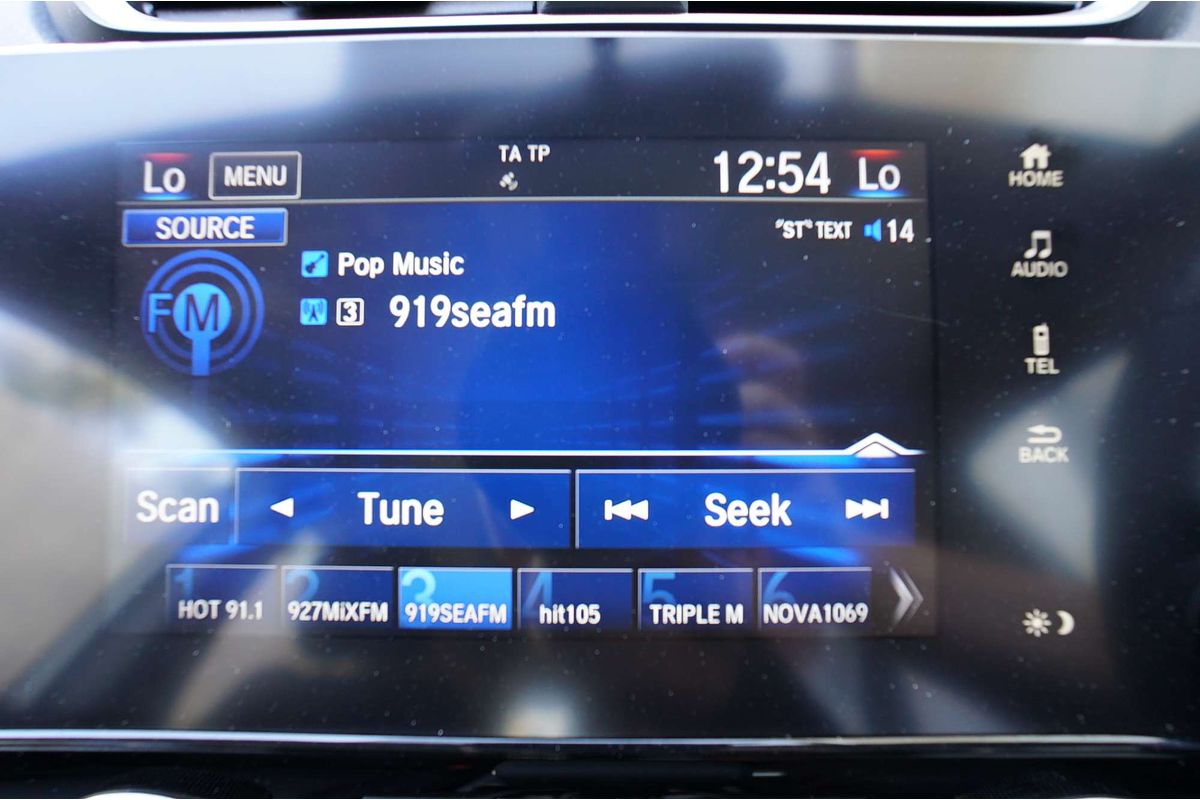 Lo MENU TA TP 12:54 Lo
HOME
SOURCE "ST" TEXT 14
FM
Pop Music
3 919seafm
AUDIO
TEL
BACK
Scan Tune Seek
1 HOT 91.1
2 927MiXFM
3 919SEAFM
4 hit105
5 TRIPLE M
6 NOVA1069